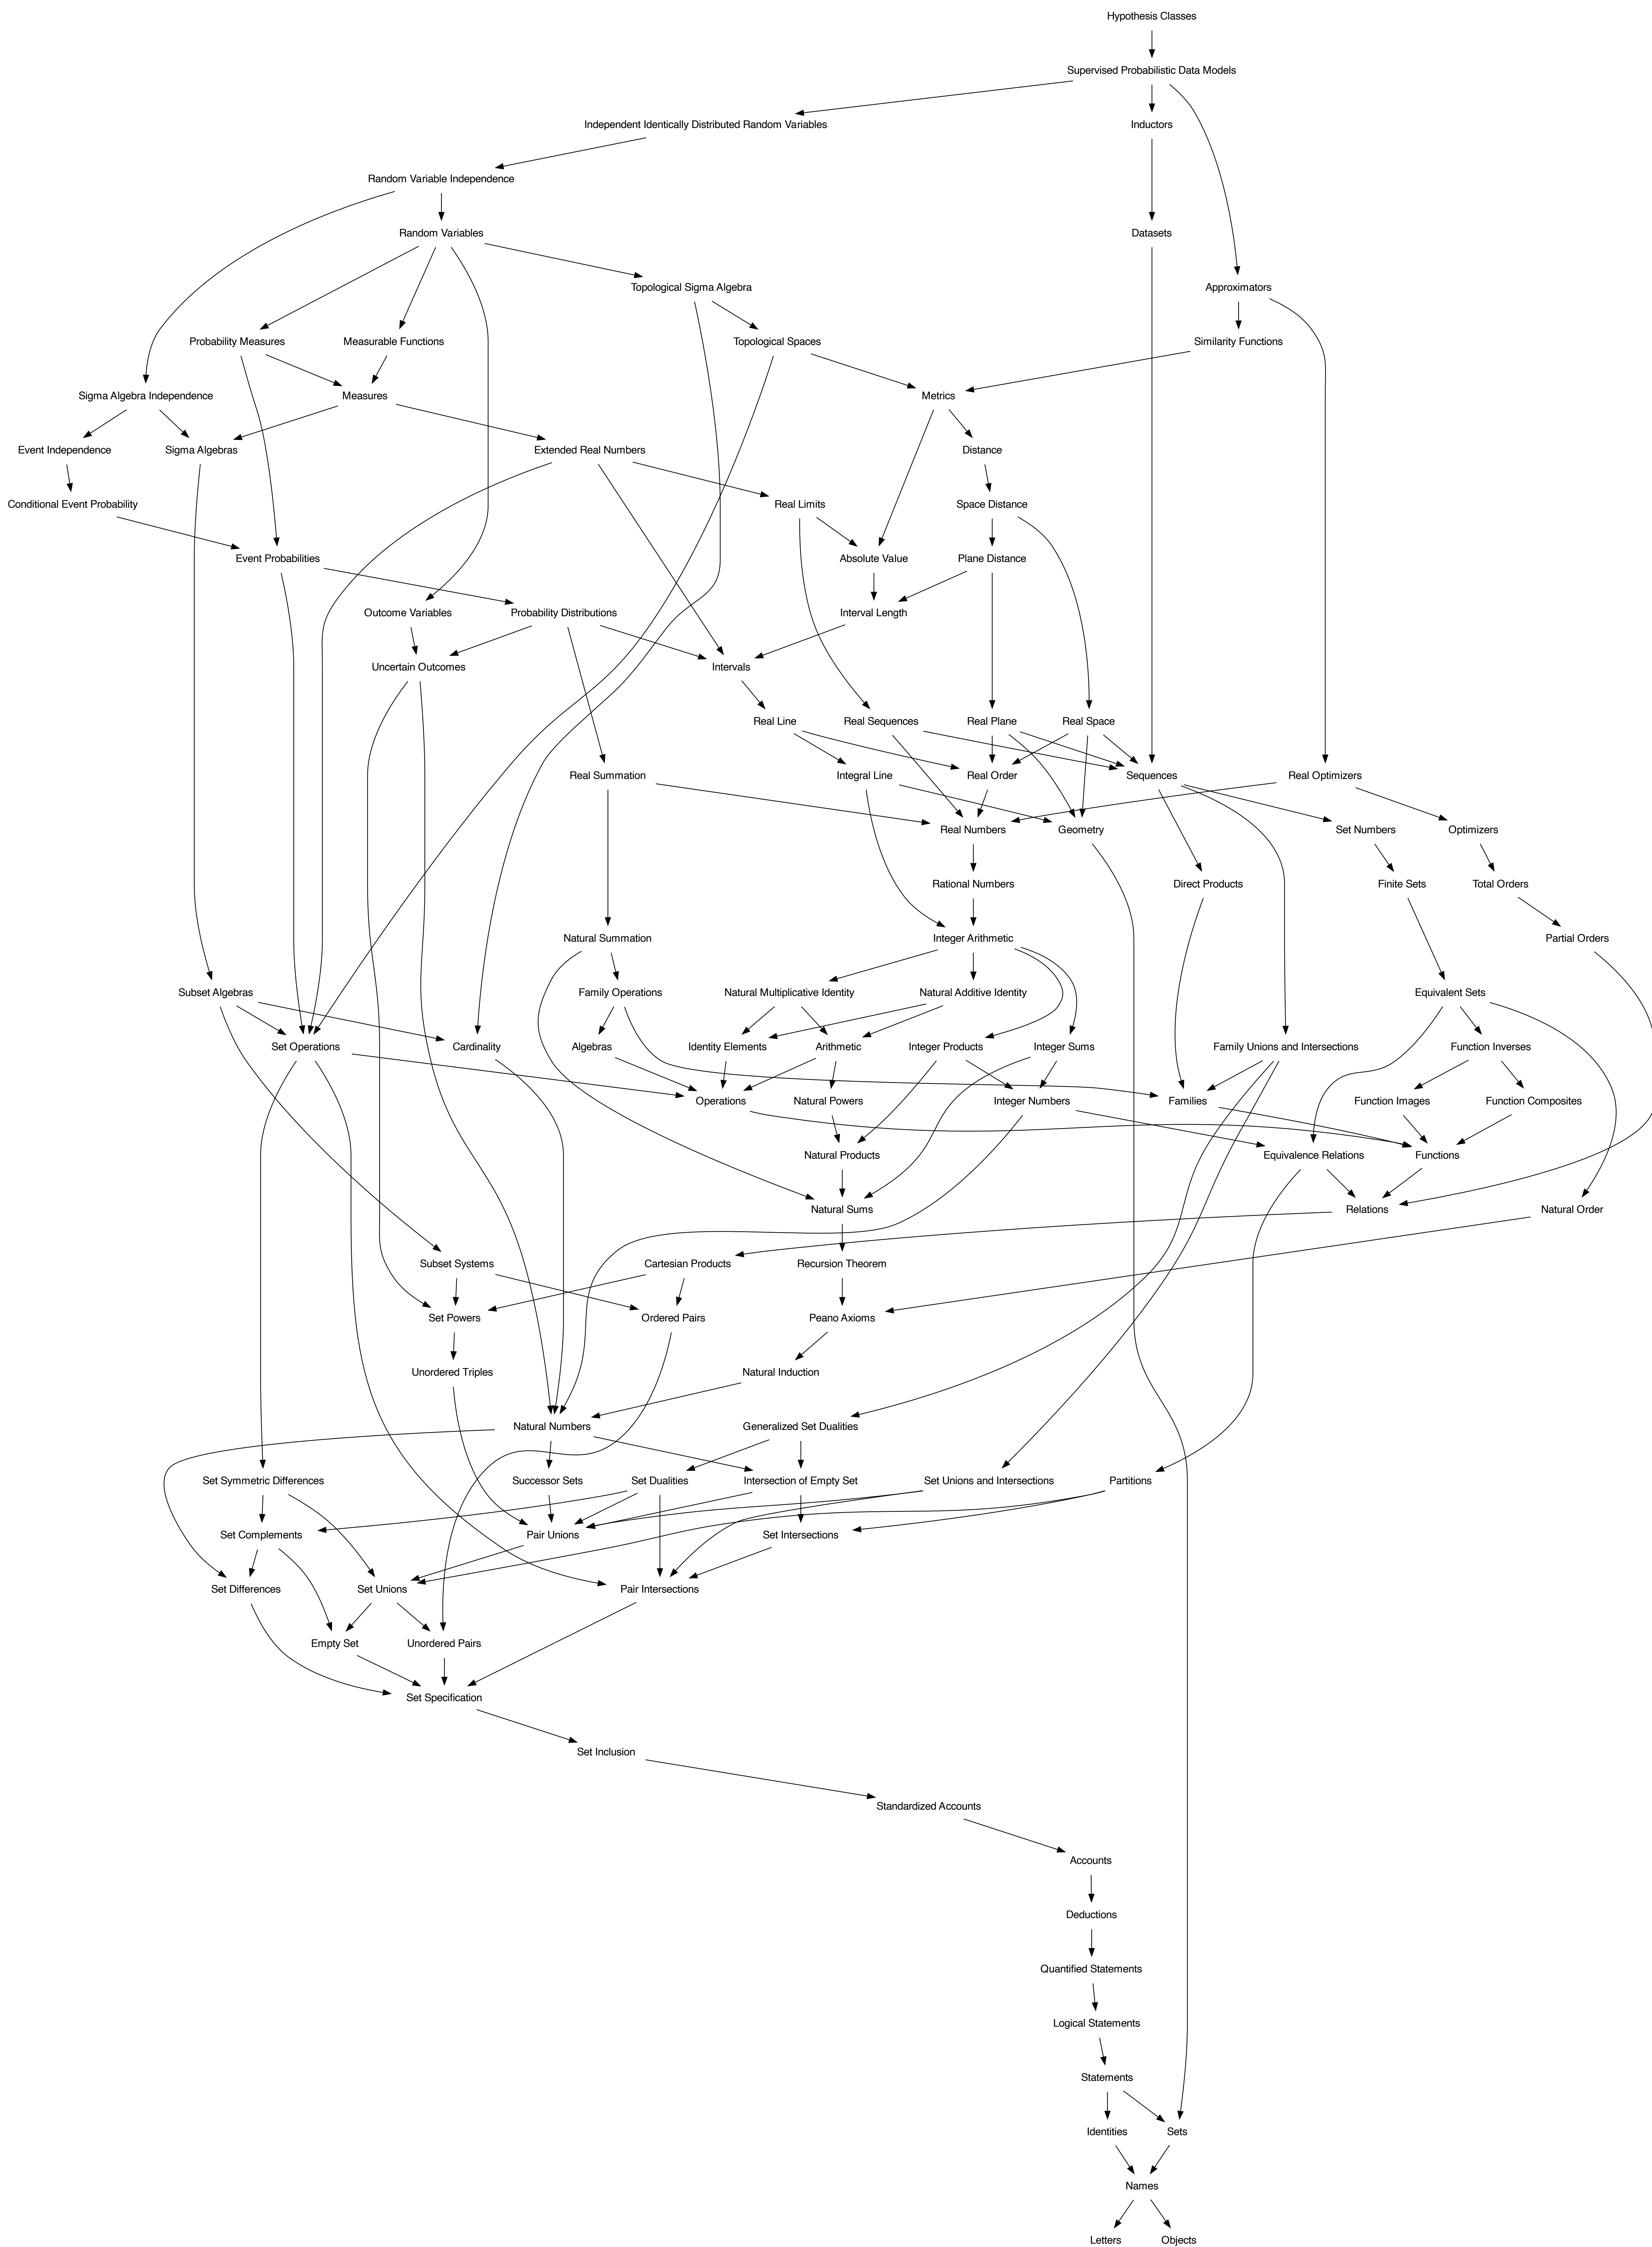 Hypothesis Classes
Supervised Probabilistic Data Models
Independent Identically Distributed Random Variables
Inductors
Random Variable Independence
Random Variables
Datasets
Topological Sigma Algebra
Approximators
Probability Measures
Measurable Functions
Topological Spaces
Similarity Functions
Sigma Algebra Independence
Measures
Metrics
Event Independence
Sigma Algebras
Extended Real Numbers
Distance
Conditional Event Probability
Real Limits
Space Distance
Event Probabilities
Absolute Value
Plane Distance
Outcome Variables
Probability Distributions
Interval Length
Uncertain Outcomes
Intervals
Real Line
Real Sequences
Real Plane
Real Space
Real Summation
Integral Line
Real Order
Sequences
Real Optimizers
Real Numbers
Geometry
Set Numbers
Optimizers
Rational Numbers
Direct Products
Finite Sets
Total Orders
Natural Summation
Integer Arithmetic
Partial Orders
Subset Algebras
Family Operations
Natural Multiplicative Identity
Natural Additive Identity
Equivalent Sets
Set Operations
Cardinality
Algebras
Identity Elements
Arithmetic
Integer Products
Integer Sums
Family Unions and Intersections
Function Inverses
Operations
Natural Powers
Integer Numbers
Families
Function Images
Function Composites
Natural Products
Equivalence Relations
Functions
Natural Sums
Relations
Natural Order
Subset Systems
Cartesian Products
Recursion Theorem
Set Powers
Ordered Pairs
Peano Axioms
Unordered Triples
Natural Induction
Natural Numbers
Generalized Set Dualities
Set Symmetric Differences
Successor Sets
Set Dualities
Intersection of Empty Set
Set Unions and Intersections
Partitions
Set Complements
Pair Unions
Set Intersections
Set Differences
Set Unions
Pair Intersections
Empty Set
Unordered Pairs
Set Specification
Set Inclusion
Standardized Accounts
Accounts
Deductions
Quantified Statements
Logical Statements
Statements
Identities
Sets
Names
Letters
Objects